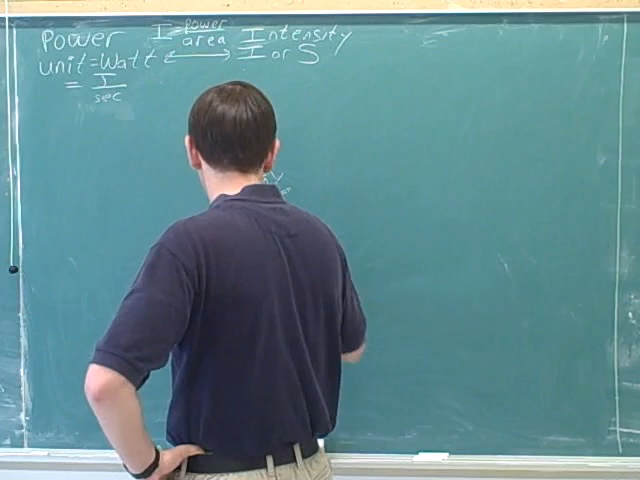 Power I = power/area Intensity
unit = Watt ⟷ I or S
= J/sec